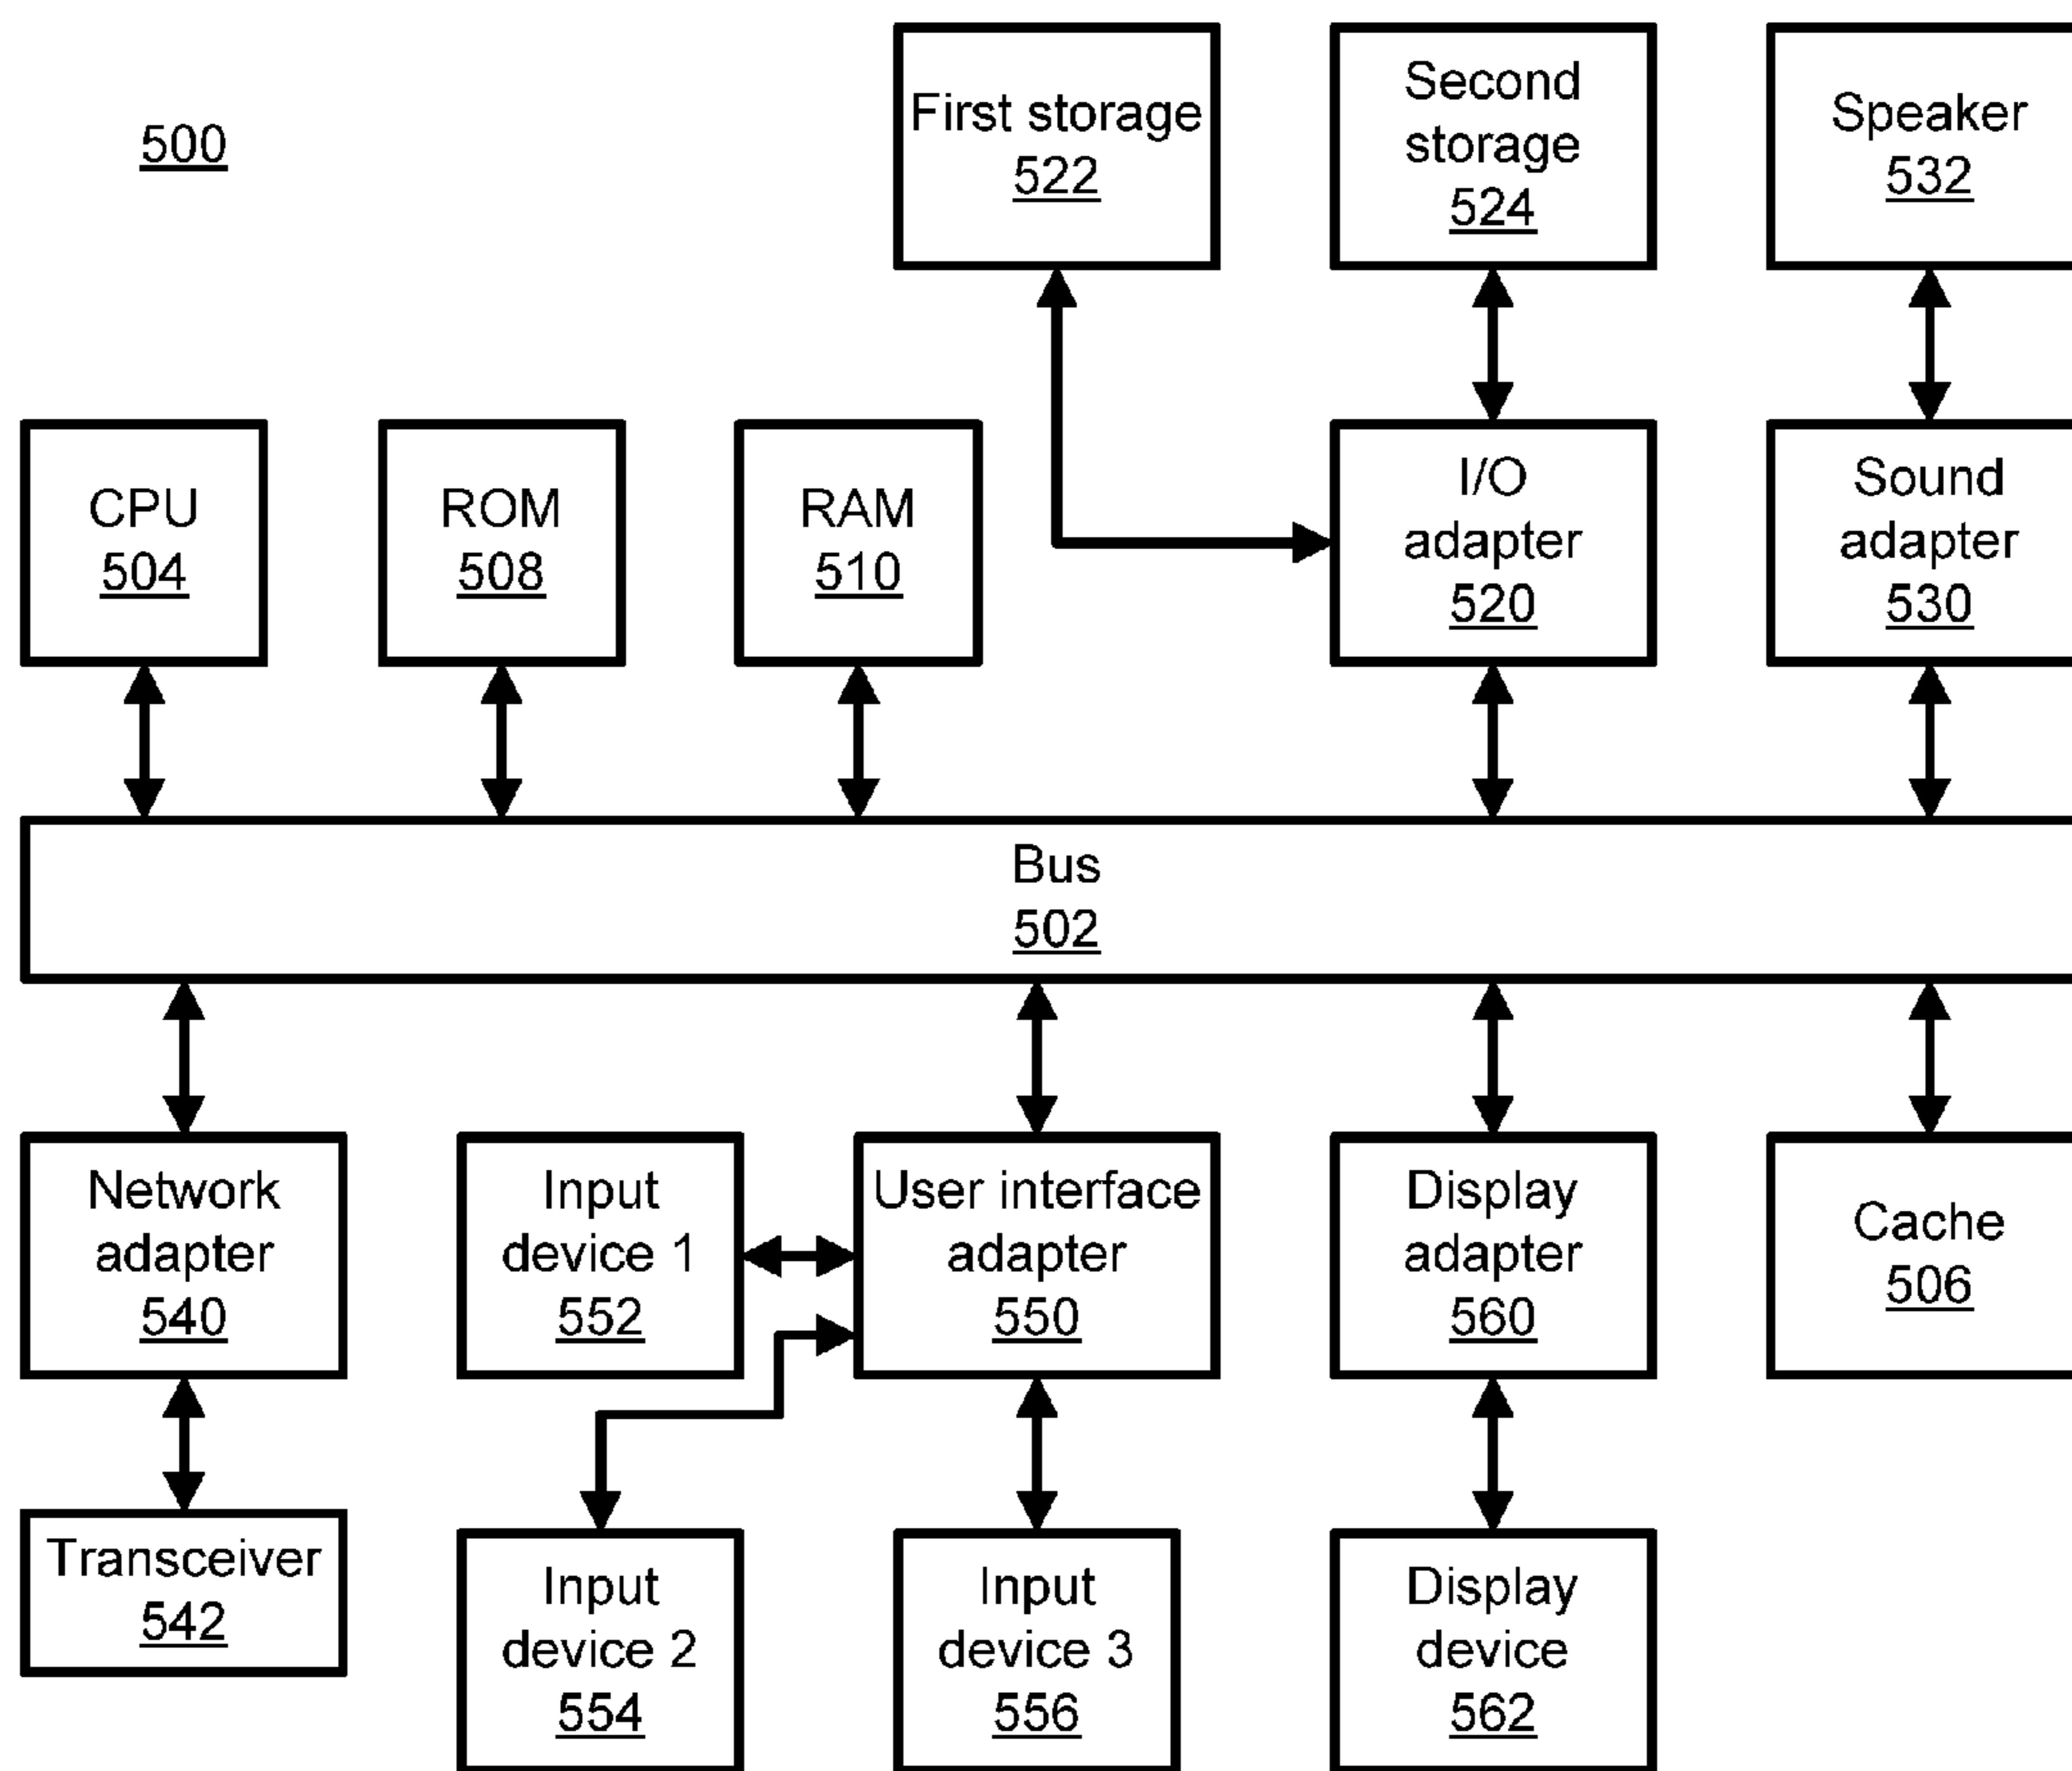 500
First storage
522
Second
storage
524
Speaker
532
CPU
504
ROM
508
RAM
510
I/O
adapter
520
Sound
adapter
530
Bus
502
Network
adapter
540
Input
device 1
552
User interface
adapter
550
Display
adapter
560
Cache
506
Transceiver
542
Input
device 2
554
Input
device 3
556
Display
device
562